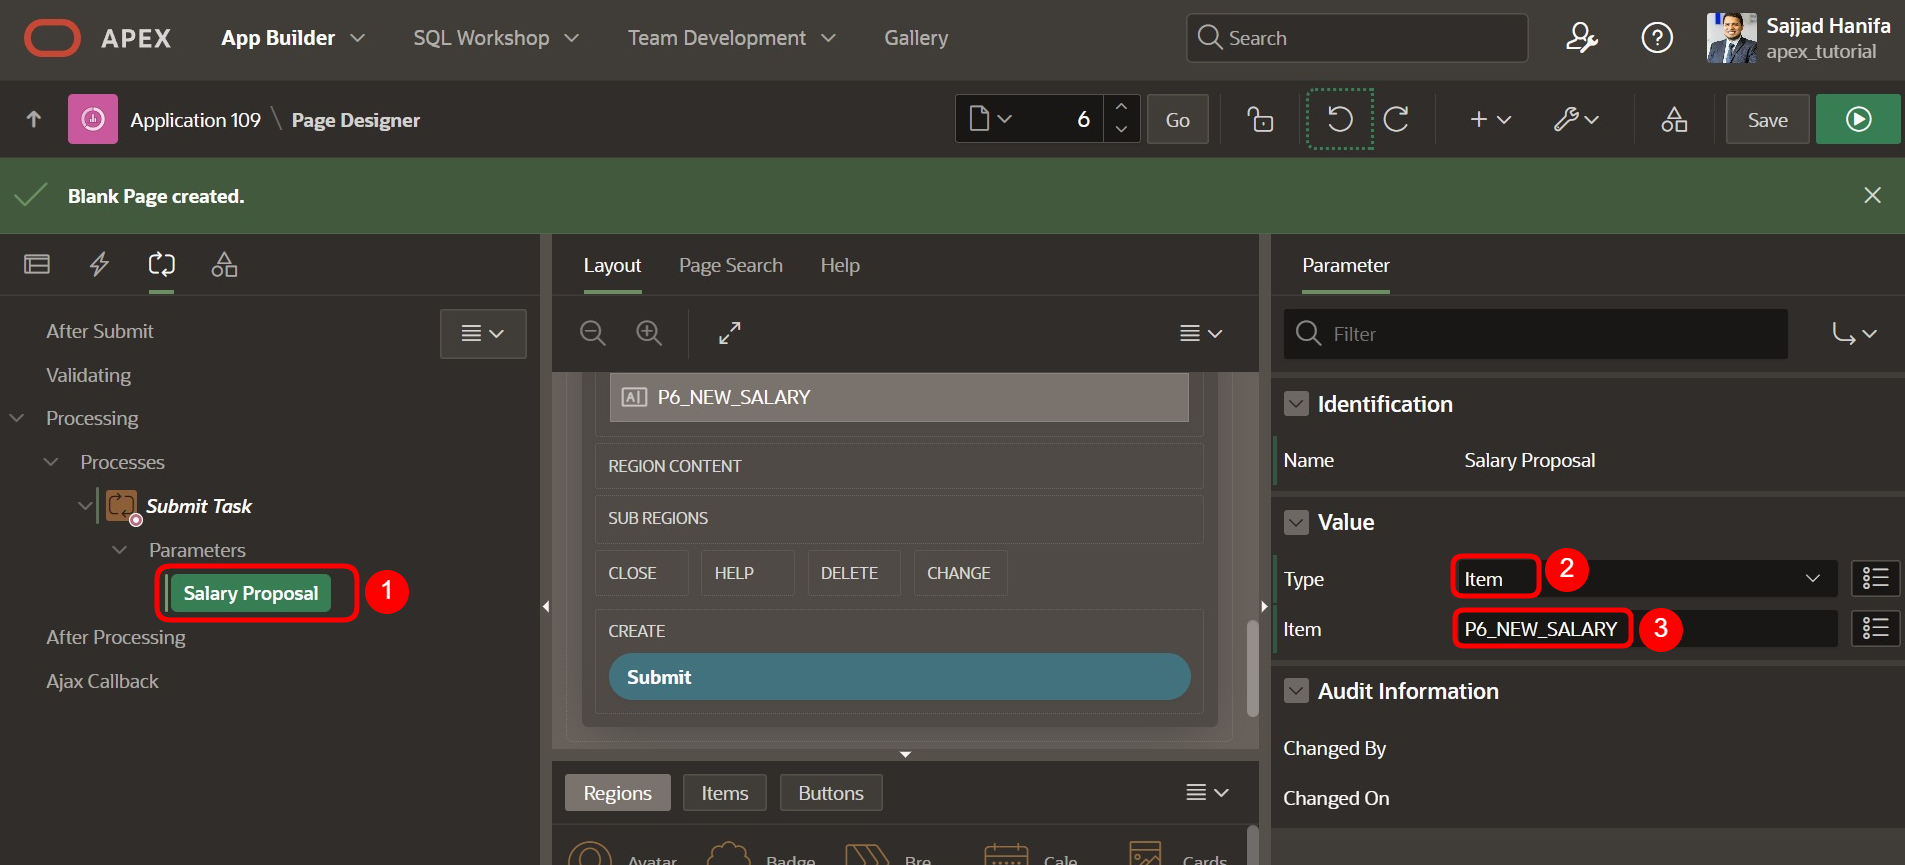 APEX App Builder SQL Workshop Team Development Gallery Search Sajjad Hanifa
apex_tutorial
Application 109 \ Page Designer 6 Go Save
Blank Page created.
After Submit
Validating
Processing
Processes
Submit Task
Parameters
Salary Proposal 1
After Processing
Ajax Callback
Layout Page Search Help
P6_NEW_SALARY
REGION CONTENT
SUB REGIONS
CLOSE HELP DELETE CHANGE
CREATE
Submit
Regions Items Buttons
Avatar Badge Bre Cale Cards
Parameter
Filter
Identification
Name Salary Proposal
Value
Type Item 2
Item P6_NEW_SALARY 3
Audit Information
Changed By
Changed On